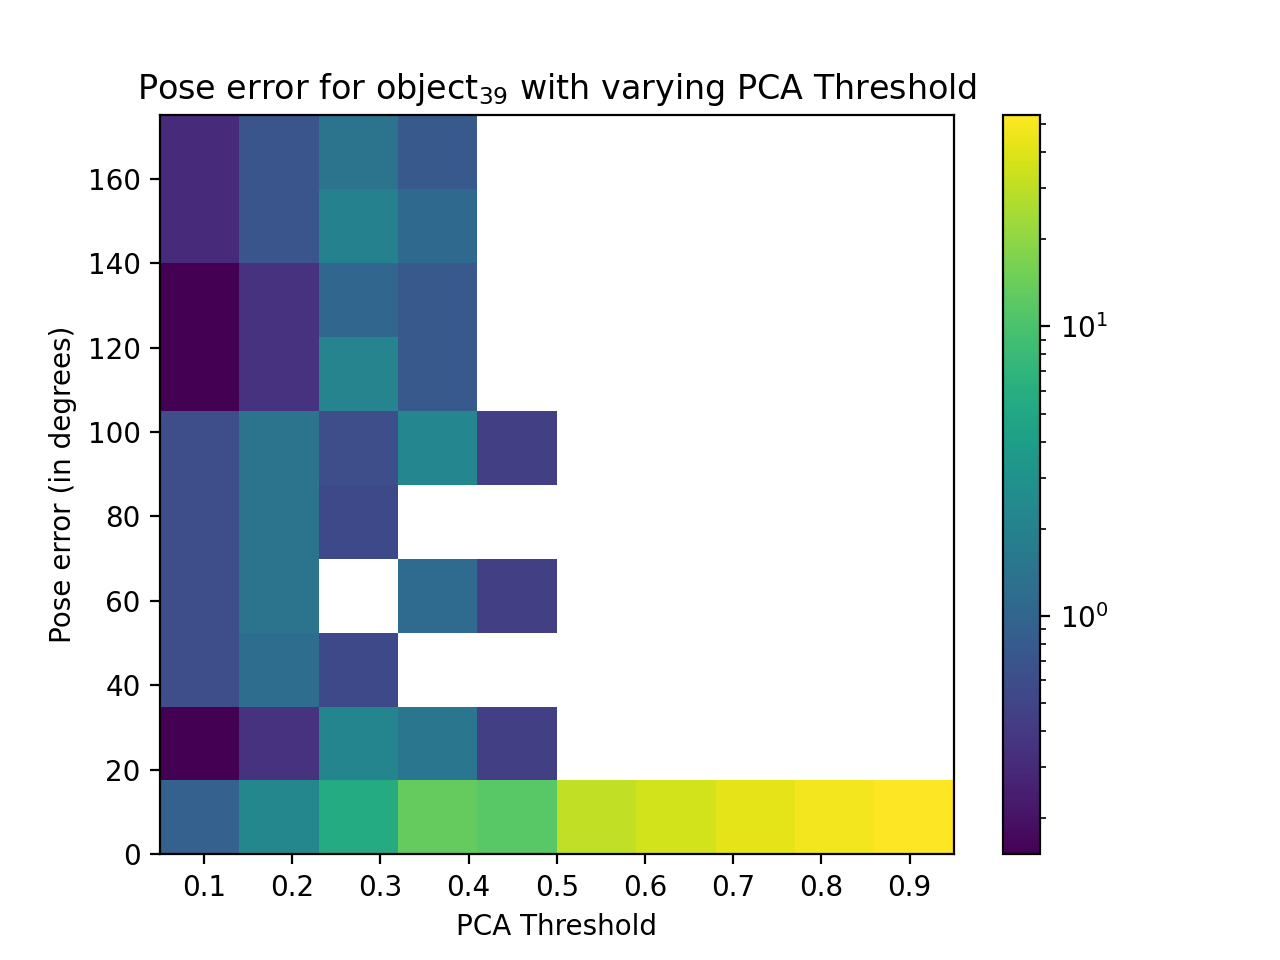 Pose error for object₃₉ with varying PCA Threshold
160
140
120
100
80
60
40
20
0
Pose error (in degrees)
0.1 0.2 0.3 0.4 0.5 0.6 0.7 0.8 0.9
PCA Threshold
10¹
10⁰